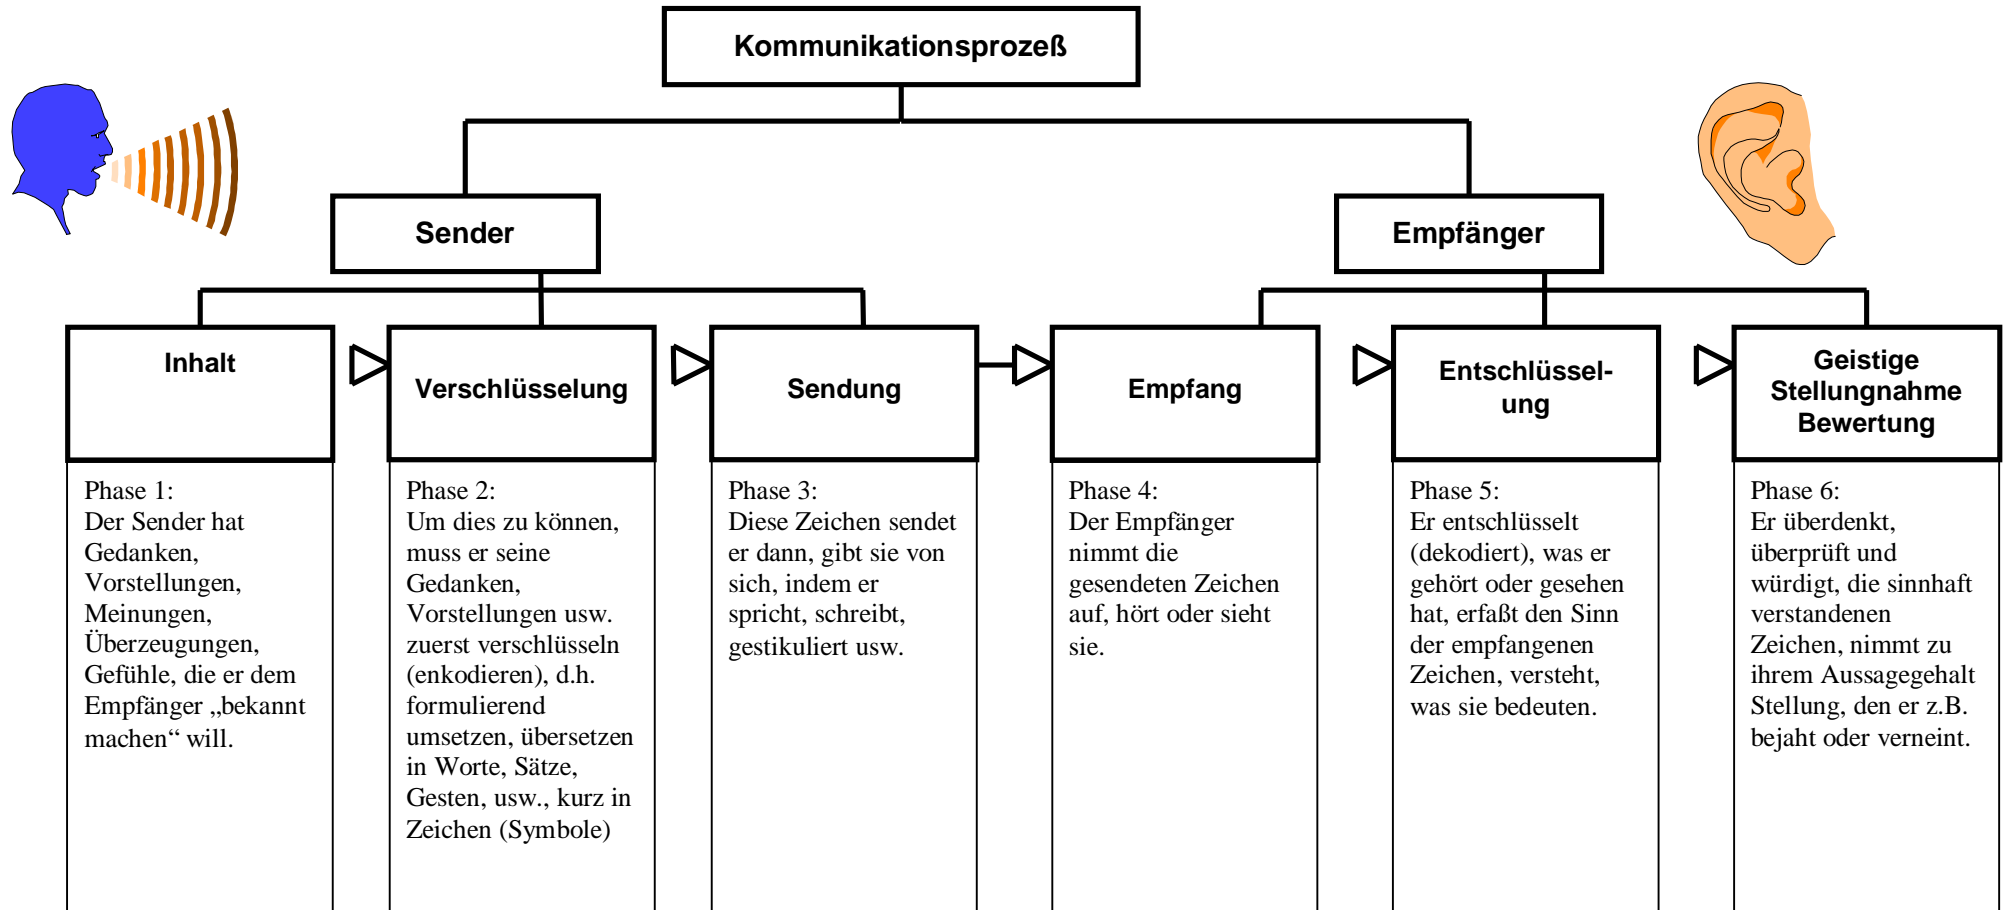 Kommunikationsprozeß
Sender
Empfänger
Inhalt
Verschlüsselung
Sendung
Empfang
Entschlüssel-
ung
Geistige
Stellungnahme
Bewertung
Phase 1:
Der Sender hat
Gedanken,
Vorstellungen,
Meinungen,
Überzeugungen,
Gefühle, die er dem
Empfänger „bekannt
machen“ will.
Phase 2:
Um dies zu können,
muss er seine
Gedanken,
Vorstellungen usw.
zuerst verschlüsseln
(enkodieren), d.h.
formulierend
umsetzen, übersetzen
in Worte, Sätze,
Gesten, usw., kurz in
Zeichen (Symbole)
Phase 3:
Diese Zeichen sendet
er dann, gibt sie von
sich, indem er
spricht, schreibt,
gestikuliert usw.
Phase 4:
Der Empfänger
nimmt die
gesendeten Zeichen
auf, hört oder sieht
sie.
Phase 5:
Er entschlüsselt
(dekodiert), was er
gehört oder gesehen
hat, erfaßt den Sinn
der empfangenen
Zeichen, versteht,
was sie bedeuten.
Phase 6:
Er überdenkt,
überprüft und
würdigt, die sinnhaft
verstandenen
Zeichen, nimmt zu
ihrem Aussagegehalt
Stellung, den er z.B.
bejaht oder verneint.